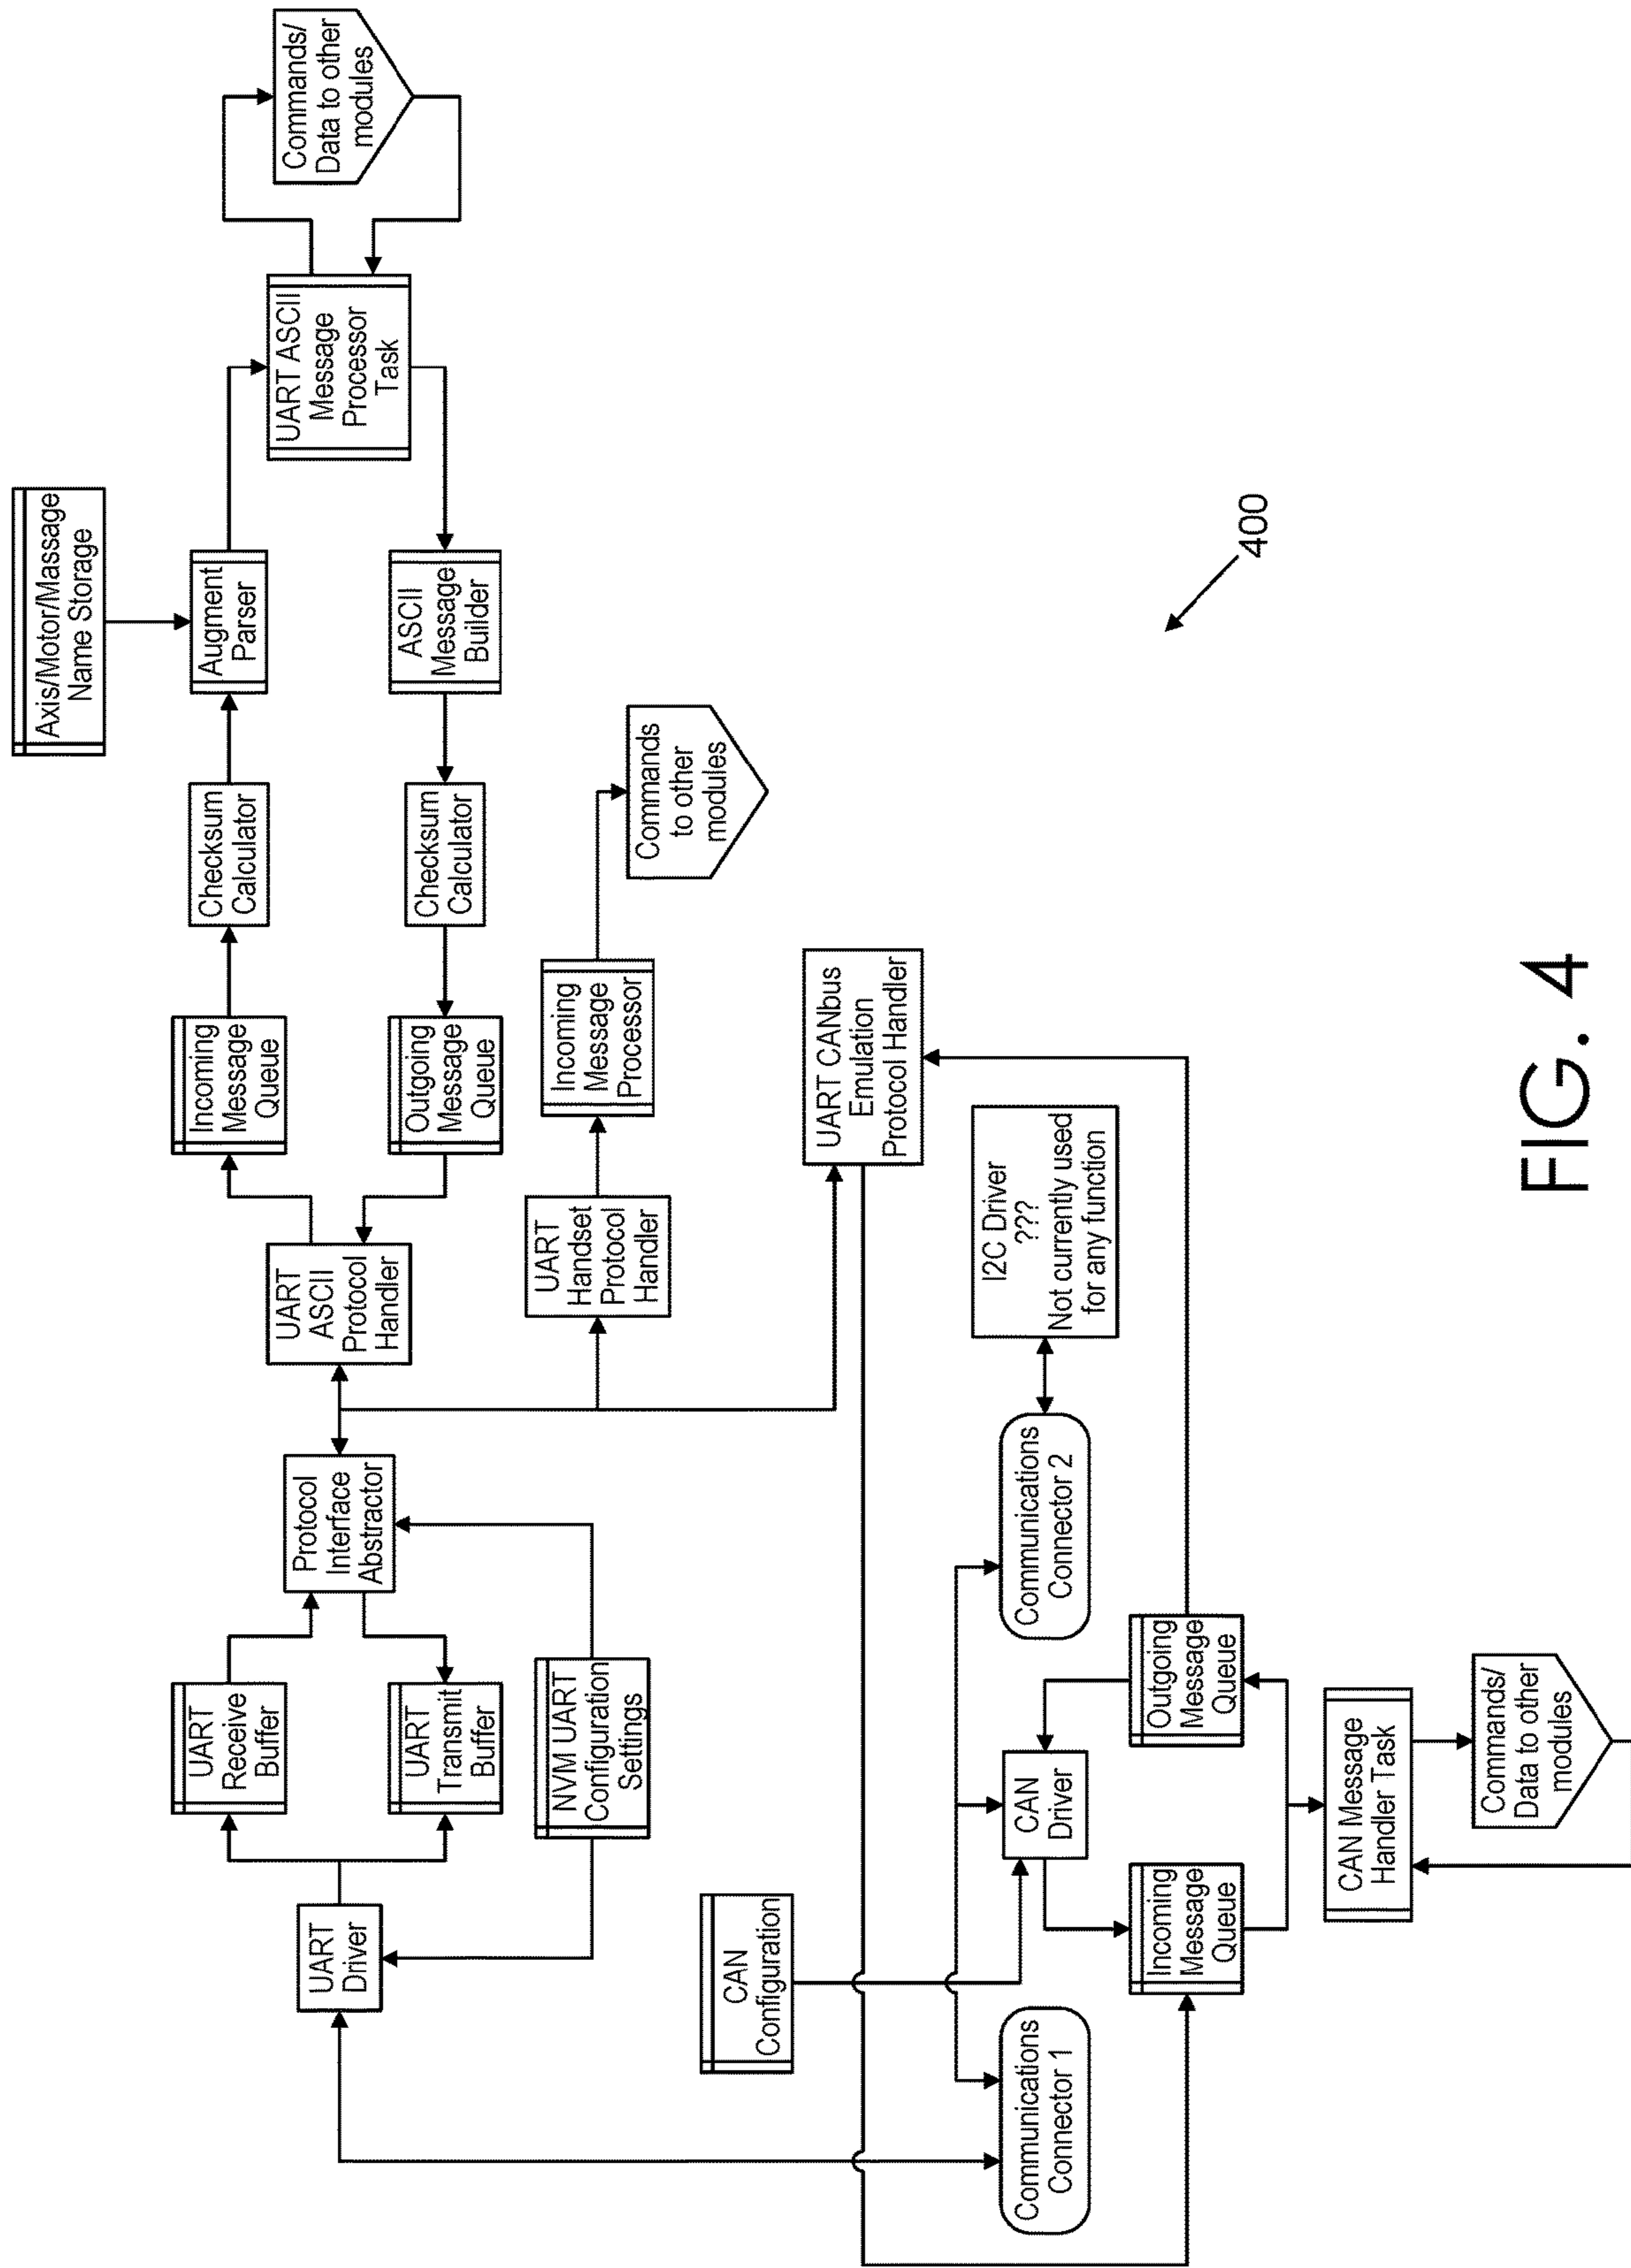 UART
Driver
UART
Receive
Buffer
UART
Transmit
Buffer
NVM UART
Configuration
Settings
Protocol
Interface
Abstractor
UART
ASCII
Protocol
Handler
Incoming
Message
Queue
Outgoing
Message
Queue
Checksum
Calculator
Checksum
Calculator
Axis/Motor/Massage
Name Storage
Augment
Parser
ASCII
Message
Builder
UART ASCII
Message
Processor
Task
Commands/
Data to other
modules
UART
Handset
Protocol
Handler
Incoming
Message
Processor
Commands
to other
modules
UART CANbus
Emulation
Protocol Handler
CAN
Configuration
Communications
Connector 1
CAN
Driver
Communications
Connector 2
I2C Driver
???
Not currently used
for any function
Incoming
Message
Queue
Outgoing
Message
Queue
CAN Message
Handler Task
Commands/
Data to other
modules
400
FIG. 4